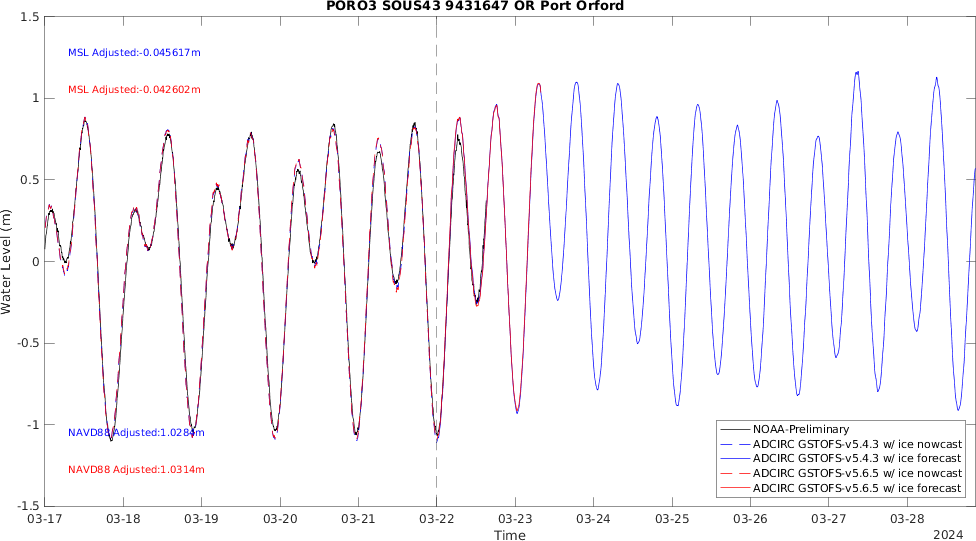 PORO3 SOUS43 9431647 OR Port Orford
1.5
MSL Adjusted:-0.045617m
1
MSL Adjusted:-0.042602m
0.5
0
Water Level (m)
-0.5
-1
NAVD88 Adjusted:1.0284m
NAVD88 Adjusted:1.0314m
-1.5
NOAA-Preliminary
ADCIRC GSTOFS-v5.4.3 w/ ice nowcast
ADCIRC GSTOFS-v5.4.3 w/ ice forecast
ADCIRC GSTOFS-v5.6.5 w/ ice nowcast
ADCIRC GSTOFS-v5.6.5 w/ ice forecast
03-17 03-18 03-19 03-20 03-21 03-22 03-23 03-24 03-25 03-26 03-27 03-28
Time
2024